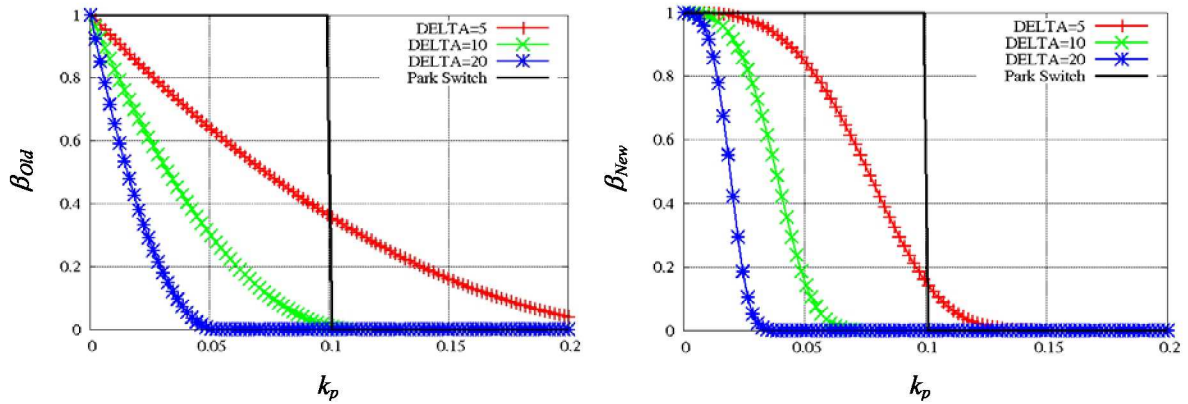 1
0.8
0.6
0.4
0.2
0
0
0.05
0.1
0.15
0.2
β_Old
k_p
DELTA=5
DELTA=10
DELTA=20
Park Switch
1
0.8
0.6
0.4
0.2
0
0
0.05
0.1
0.15
0.2
β_New
k_p
DELTA=5
DELTA=10
DELTA=20
Park Switch